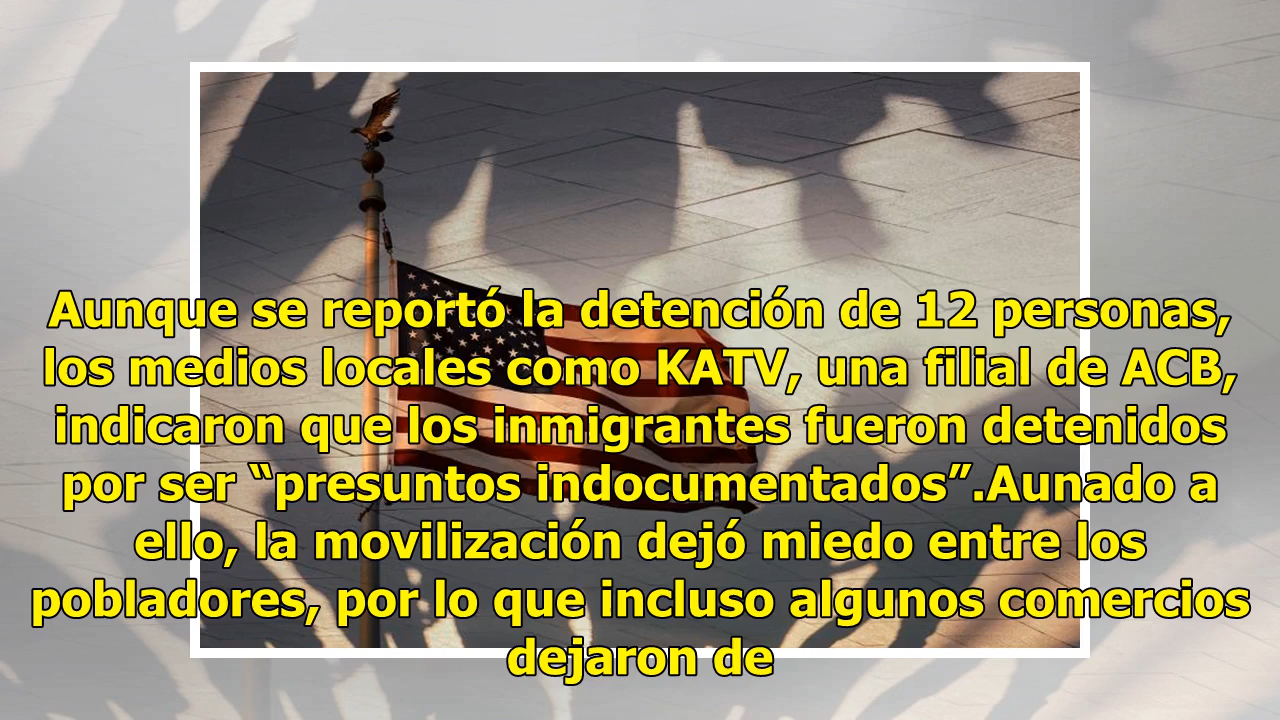 Aunque se reportó la detención de 12 personas,
los medios locales como KATV, una filial de ACB,
indicaron que los inmigrantes fueron detenidos
por ser “presuntos indocumentados”.Aunado a
ello, la movilización dejó miedo entre los
pobladores, por lo que incluso algunos comercios
dejaron de